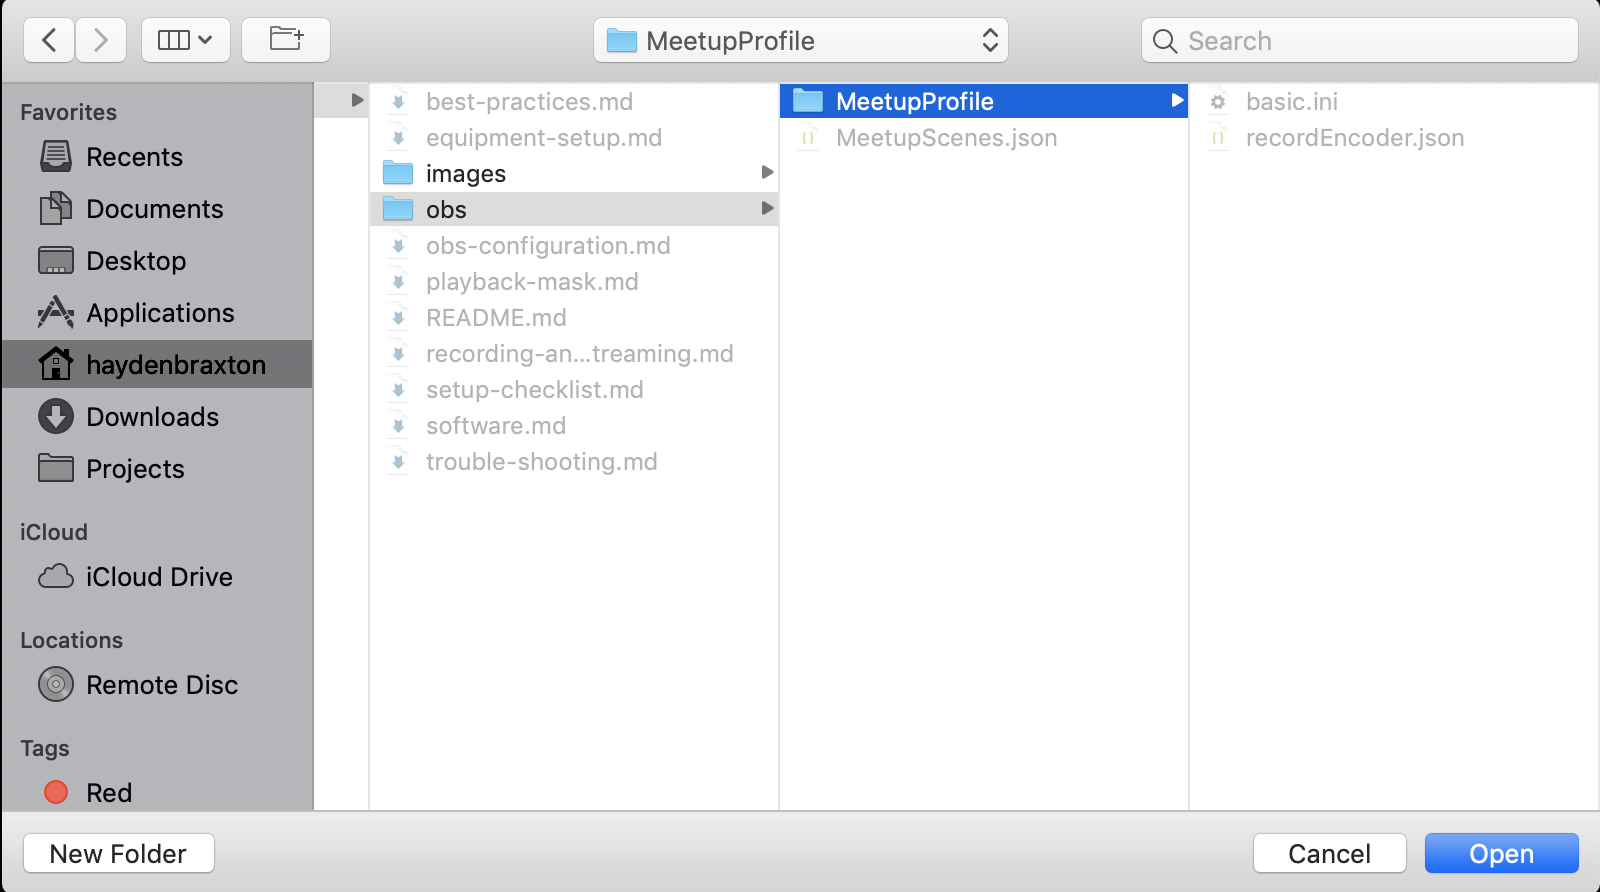 MeetupProfile
Search
Favorites
Recents
Documents
Desktop
Applications
haydenbraxton
Downloads
Projects
iCloud
iCloud Drive
Locations
Remote Disc
Tags
Red
best-practices.md
equipment-setup.md
images
obs
obs-configuration.md
playback-mask.md
README.md
recording-an...treaming.md
setup-checklist.md
software.md
trouble-shooting.md
MeetupProfile
MeetupScenes.json
basic.ini
recordEncoder.json
New Folder
Cancel
Open